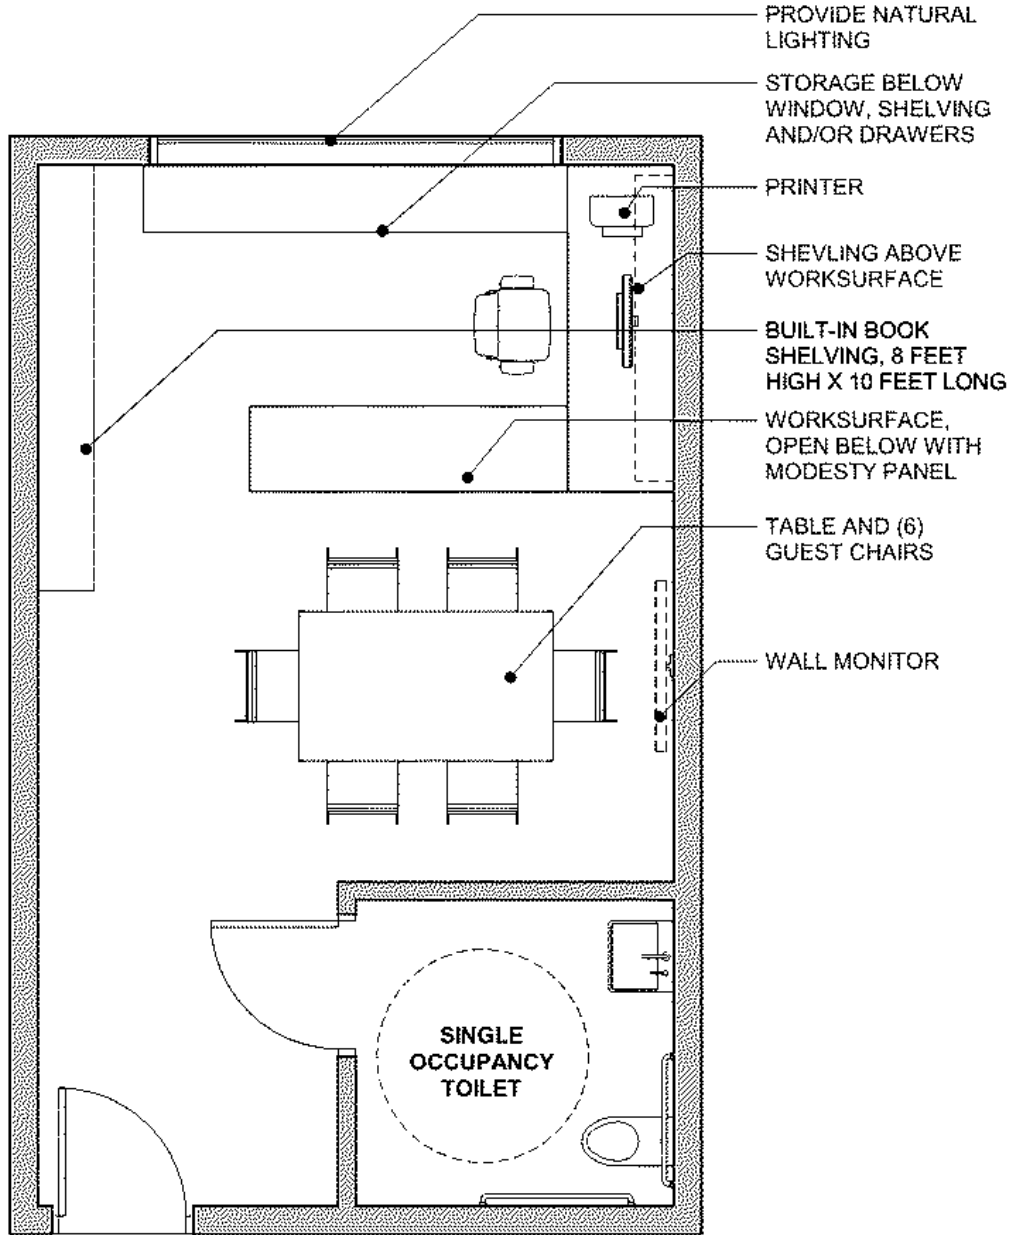 PROVIDE NATURAL
LIGHTING
STORAGE BELOW
WINDOW, SHELVING
AND/OR DRAWERS
PRINTER
SHEVLING ABOVE
WORKSURFACE
BUILT-IN BOOK
SHELVING, 8 FEET
HIGH X 10 FEET LONG
WORKSURFACE,
OPEN BELOW WITH
MODESTY PANEL
TABLE AND (6)
GUEST CHAIRS
WALL MONITOR
SINGLE
OCCUPANCY
TOILET